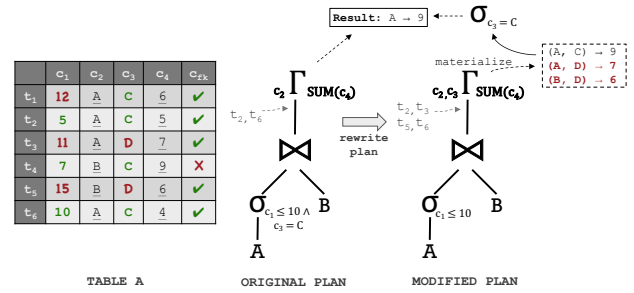 Result: A → 9
σ c₃ = C
(A, C) → 9
(A, D) → 7
(B, D) → 6
materialize
c₁ c₂ c₃ c₄ c_fk
t₁ 12 A C 6 ✔
t₂ 5 A C 5 ✔
t₃ 11 A D 7 ✔
t₄ 7 B C 9 ✗
t₅ 15 B D 6 ✔
t₆ 10 A C 4 ✔
c₂ Γ SUM(c₄)
t₂,t₆
⋈
σ c₁ ≤ 10 ∧
c₃ = C
B
A
rewrite
plan
c₂,c₃ Γ SUM(c₄)
t₂,t₃
t₅,t₆
⋈
σ c₁ ≤ 10
B
A
TABLE A
ORIGINAL PLAN
MODIFIED PLAN